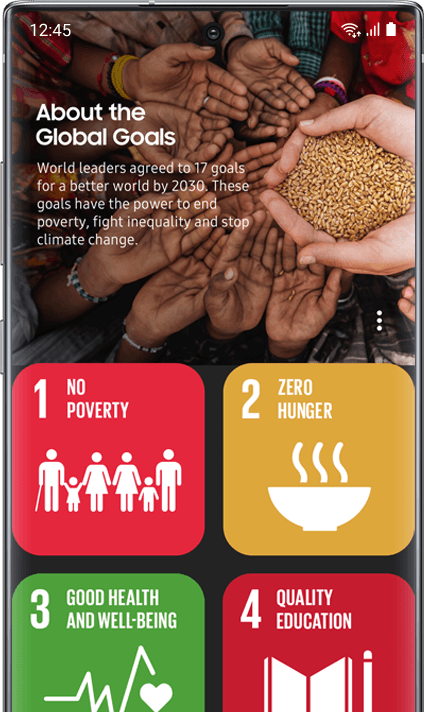 12:45
About the
Global Goals
World leaders agreed to 17 goals
for a better world by 2030. These
goals have the power to end
poverty, fight inequality and stop
climate change.
1 NO
POVERTY
2 ZERO
HUNGER
3 GOOD HEALTH
AND WELL-BEING
4 QUALITY
EDUCATION